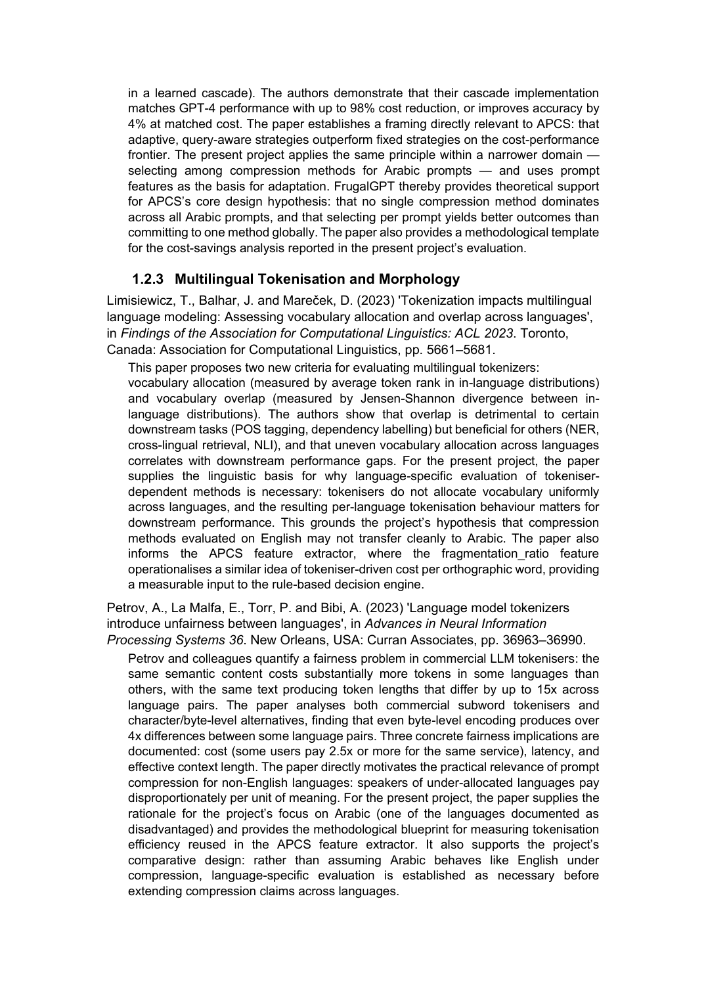 in a learned cascade). The authors demonstrate that their cascade implementation
matches GPT-4 performance with up to 98% cost reduction, or improves accuracy by
4% at matched cost. The paper establishes a framing directly relevant to APCS: that
adaptive, query-aware strategies outperform fixed strategies on the cost-performance
frontier. The present project applies the same principle within a narrower domain —
selecting among compression methods for Arabic prompts — and uses prompt
features as the basis for adaptation. FrugalGPT thereby provides theoretical support
for APCS’s core design hypothesis: that no single compression method dominates
across all Arabic prompts, and that selecting per prompt yields better outcomes than
committing to one method globally. The paper also provides a methodological template
for the cost-savings analysis reported in the present project’s evaluation.
1.2.3 Multilingual Tokenisation and Morphology
Limisiewicz, T., Balhar, J. and Mareček, D. (2023) 'Tokenization impacts multilingual
language modeling: Assessing vocabulary allocation and overlap across languages',
in Findings of the Association for Computational Linguistics: ACL 2023. Toronto,
Canada: Association for Computational Linguistics, pp. 5661–5681.
This paper proposes two new criteria for evaluating multilingual tokenizers:
vocabulary allocation (measured by average token rank in in-language distributions)
and vocabulary overlap (measured by Jensen-Shannon divergence between in-
language distributions). The authors show that overlap is detrimental to certain
downstream tasks (POS tagging, dependency labelling) but beneficial for others (NER,
cross-lingual retrieval, NLI), and that uneven vocabulary allocation across languages
correlates with downstream performance gaps. For the present project, the paper
supplies the linguistic basis for why language-specific evaluation of tokeniser-
dependent methods is necessary: tokenisers do not allocate vocabulary uniformly
across languages, and the resulting per-language tokenisation behaviour matters for
downstream performance. This grounds the project’s hypothesis that compression
methods evaluated on English may not transfer cleanly to Arabic. The paper also
informs the APCS feature extractor, where the fragmentation_ratio feature
operationalises a similar idea of tokeniser-driven cost per orthographic word, providing
a measurable input to the rule-based decision engine.
Petrov, A., La Malfa, E., Torr, P. and Bibi, A. (2023) 'Language model tokenizers
introduce unfairness between languages', in Advances in Neural Information
Processing Systems 36. New Orleans, USA: Curran Associates, pp. 36963–36990.
Petrov and colleagues quantify a fairness problem in commercial LLM tokenisers: the
same semantic content costs substantially more tokens in some languages than
others, with the same text producing token lengths that differ by up to 15x across
language pairs. The paper analyses both commercial subword tokenisers and
character/byte-level alternatives, finding that even byte-level encoding produces over
4x differences between some language pairs. Three concrete fairness implications are
documented: cost (some users pay 2.5x or more for the same service), latency, and
effective context length. The paper directly motivates the practical relevance of prompt
compression for non-English languages: speakers of under-allocated languages pay
disproportionately per unit of meaning. For the present project, the paper supplies the
rationale for the project’s focus on Arabic (one of the languages documented as
disadvantaged) and provides the methodological blueprint for measuring tokenisation
efficiency reused in the APCS feature extractor. It also supports the project’s
comparative design: rather than assuming Arabic behaves like English under
compression, language-specific evaluation is established as necessary before
extending compression claims across languages.